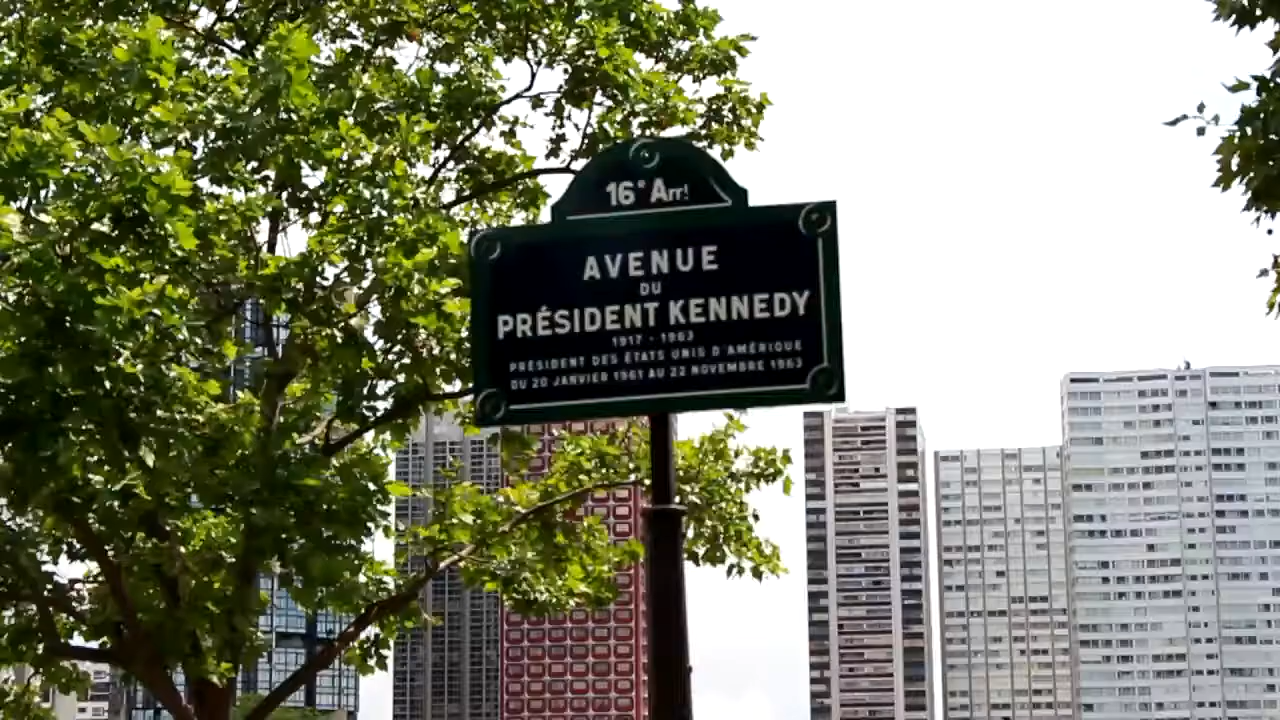 16e Arrt
AVENUE
DU
PRÉSIDENT KENNEDY
1917 - 1963
PRÉSIDENT DES ÉTATS UNIS D'AMÉRIQUE
DU 20 JANVIER 1961 AU 22 NOVEMBRE 1963